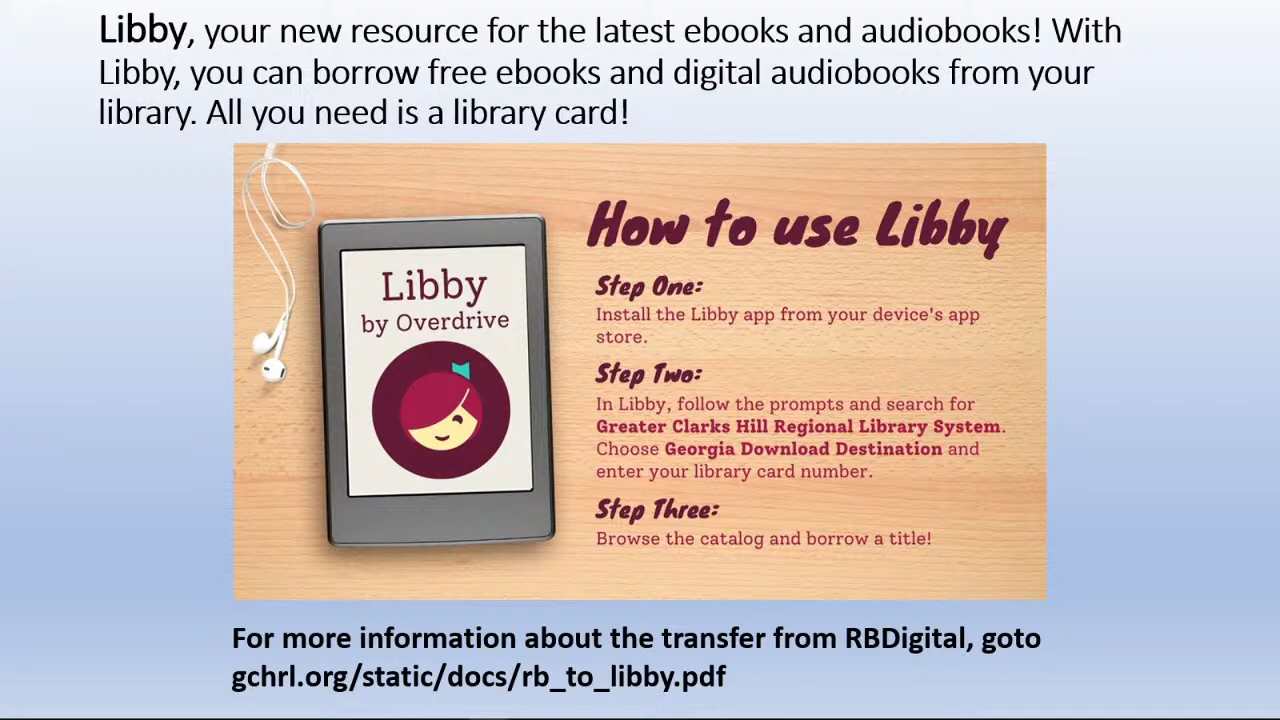 Libby, your new resource for the latest ebooks and audiobooks! With
Libby, you can borrow free ebooks and digital audiobooks from your
library. All you need is a library card!
Libby
by Overdrive
How to use Libby
Step One:
Install the Libby app from your device's app
store.
Step Two:
In Libby, follow the prompts and search for
Greater Clarks Hill Regional Library System.
Choose Georgia Download Destination and
enter your library card number.
Step Three:
Browse the catalog and borrow a title!
For more information about the transfer from RBDigital, goto
gchrl.org/static/docs/rb_to_libby.pdf